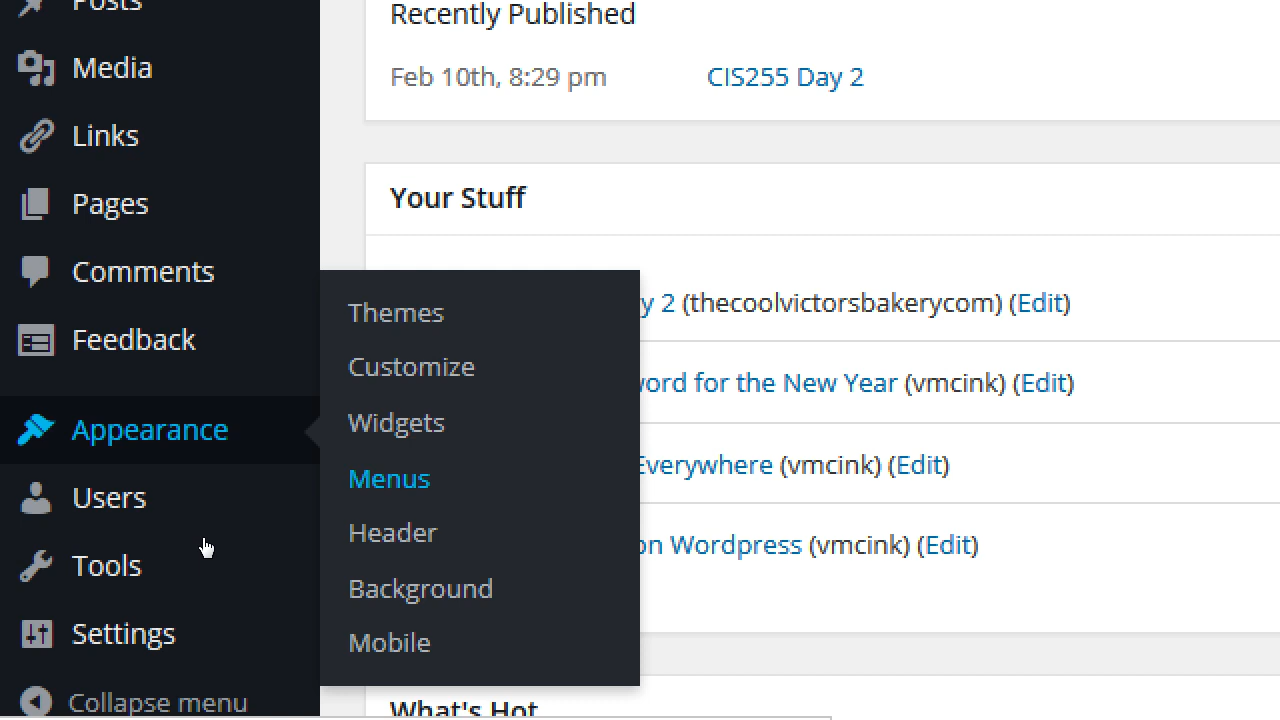 Posts
Media
Links
Pages
Comments
Feedback
Appearance
Users
Tools
Settings
Collapse menu
Themes
Customize
Widgets
Menus
Header
Background
Mobile
Recently Published
Feb 10th, 8:29 pm CIS255 Day 2
Your Stuff
y 2 (thecoolvictorsbakerycom) (Edit)
word for the New Year (vmcink) (Edit)
Everywhere (vmcink) (Edit)
on Wordpress (vmcink) (Edit)
What's Hot